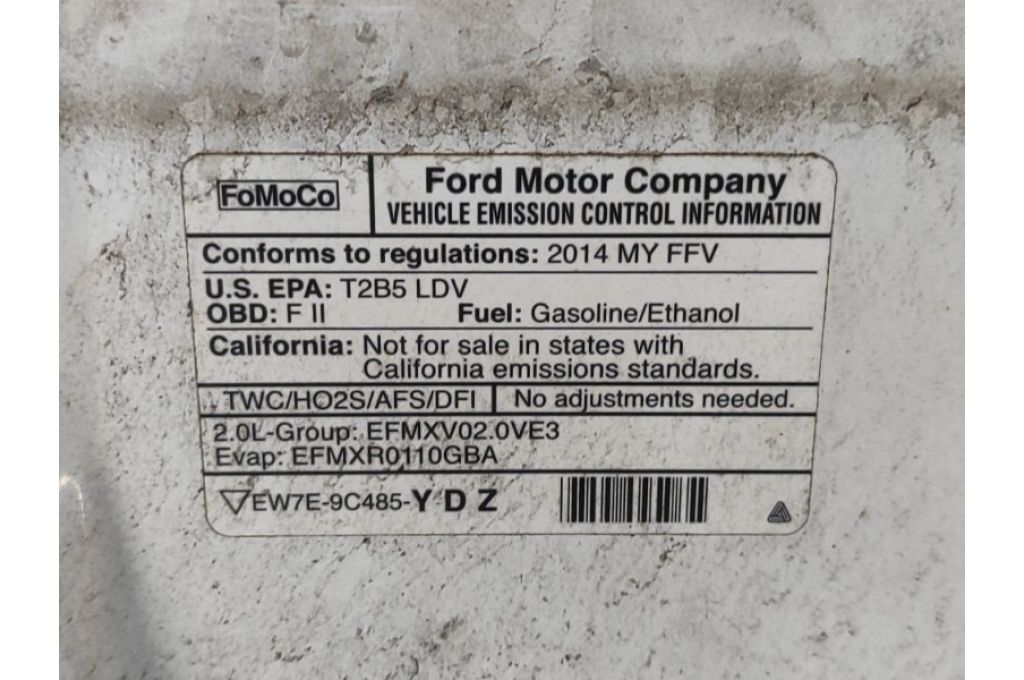 FoMoCo
Ford Motor Company
VEHICLE EMISSION CONTROL INFORMATION
Conforms to regulations: 2014 MY FFV
U.S. EPA: T2B5 LDV
OBD: F II Fuel: Gasoline/Ethanol
California: Not for sale in states with
California emissions standards.
TWC/HO2S/AFS/DFI No adjustments needed.
2.0L-Group: EFMXV02.0VE3
Evap: EFMXR0110GBA
EW7E-9C485-Y D Z